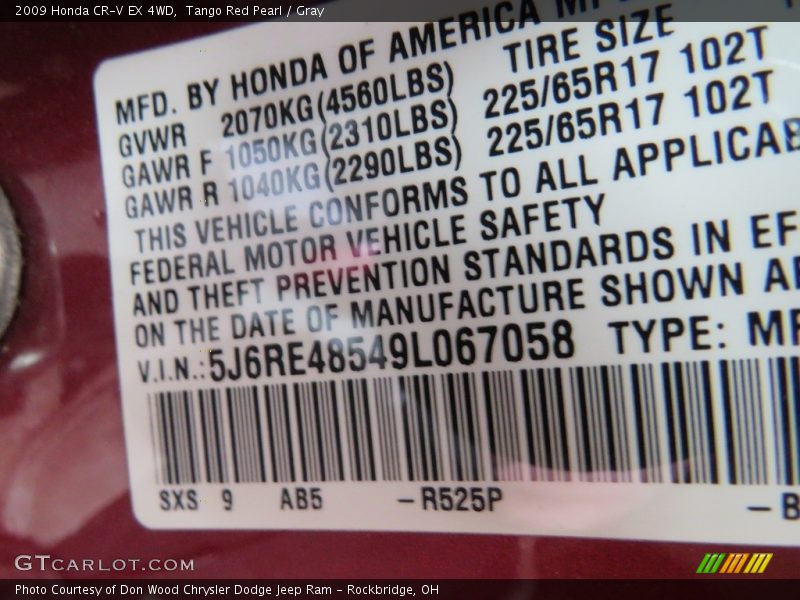 2009 Honda CR-V EX 4WD, Tango Red Pearl / Gray
MFD. BY HONDA OF AMERICA
GVWR 2070KG(4560LBS) TIRE SIZE
GAWR F 1050KG(2310LBS) 225/65R17 102T
GAWR R 1040KG(2290LBS) 225/65R17 102T
THIS VEHICLE CONFORMS TO ALL APPLICAB
FEDERAL MOTOR VEHICLE SAFETY
AND THEFT PREVENTION STANDARDS IN EF
ON THE DATE OF MANUFACTURE SHOWN A
V.I.N.:5J6RE48549L067058 TYPE: MP
SXS 9 AB5 -R525P -B
GTCARLOT.COM
Photo Courtesy of Don Wood Chrysler Dodge Jeep Ram - Rockbridge, OH